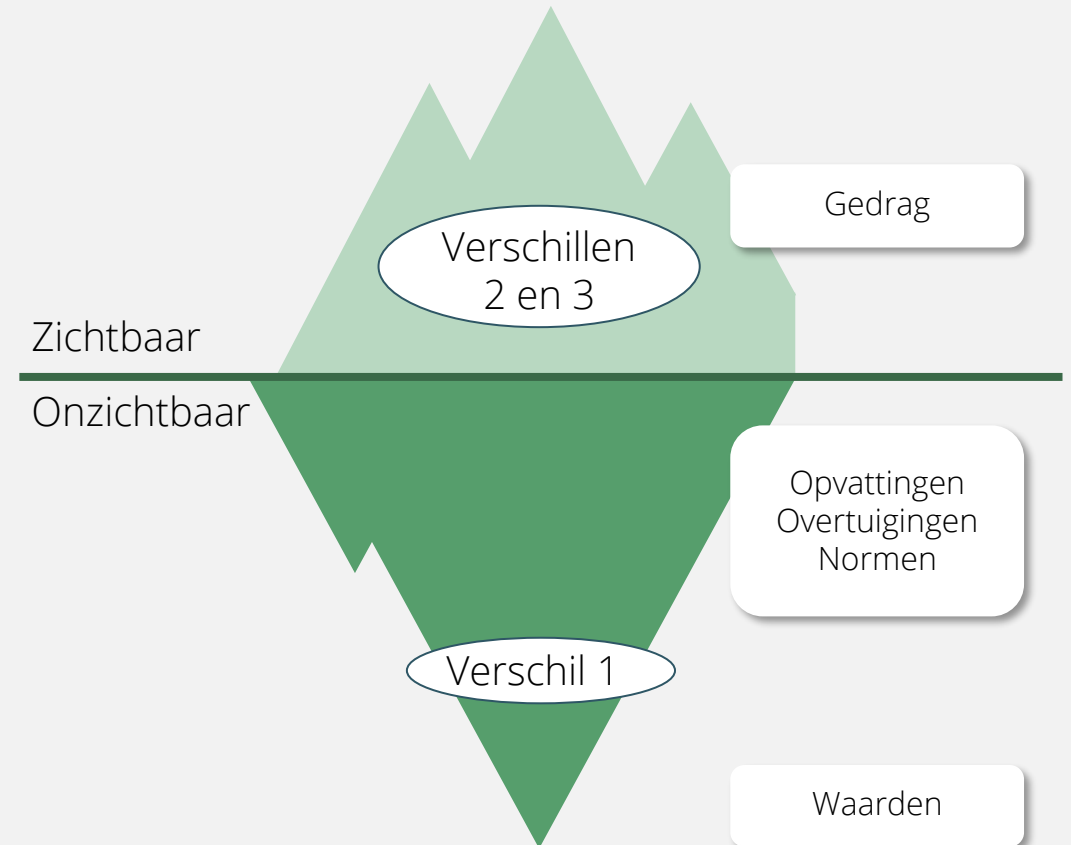 Gedrag
Verschillen
2 en 3
Zichtbaar
Onzichtbaar
Opvattingen
Overtuigingen
Normen
Verschil 1
Waarden